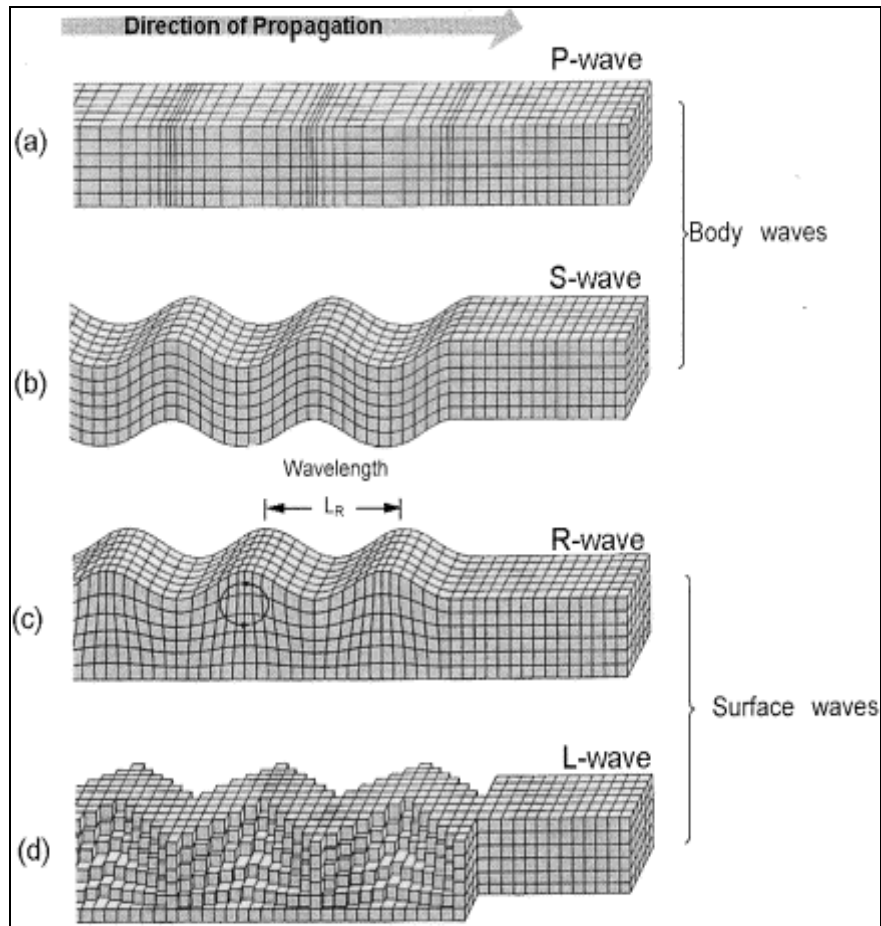 Direction of Propagation
P-wave
(a)
Body waves
S-wave
(b)
Wavelength
L_R
R-wave
(c)
Surface waves
L-wave
(d)